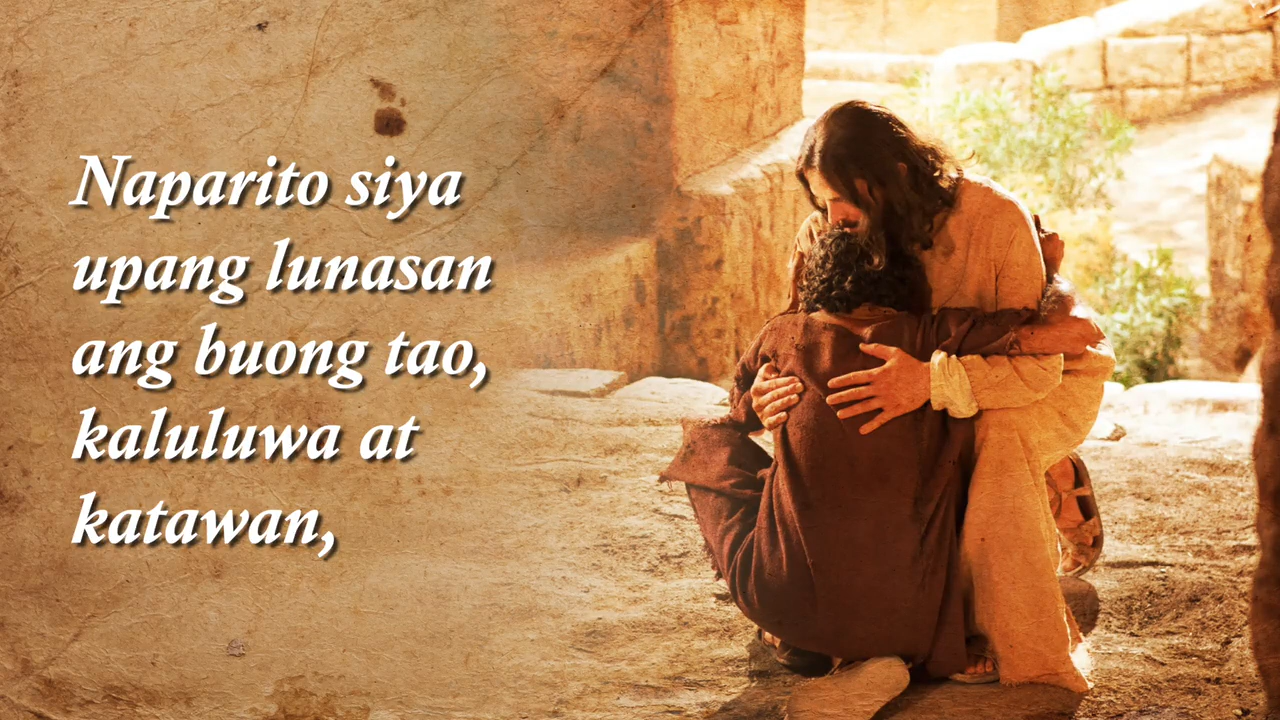 Naparito siya
upang lunasan
ang buong tao,
kaluluwa at
katawan,